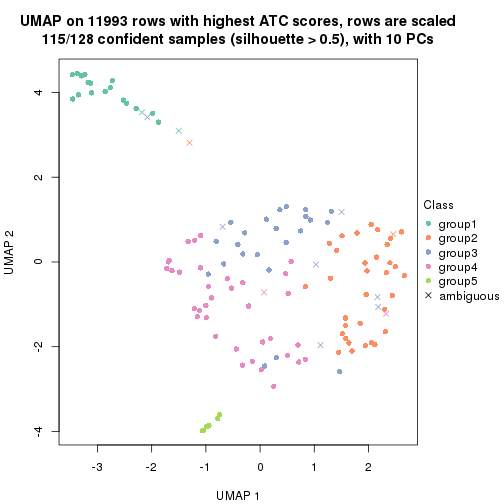 UMAP on 11993 rows with highest ATC scores, rows are scaled
115/128 confident samples (silhouette > 0.5), with 10 PCs
UMAP 2
4
2
0
-2
-4
-3
-2
-1
0
1
2
UMAP 1
Class
group1
group2
group3
group4
group5
ambiguous